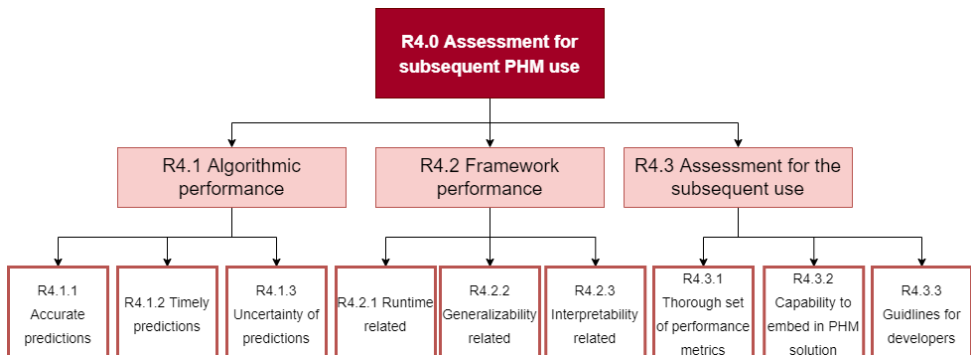 R4.0 Assessment for
subsequent PHM use
R4.1 Algorithmic
performance
R4.2 Framework
performance
R4.3 Assessment for the
subsequent use
R4.1.1
Accurate
predictions
R4.1.2 Timely
predictions
R4.1.3
Uncertainty of
predictions
R4.2.1 Runtime
related
R4.2.2
Generalizability
related
R4.2.3
Interpretability
related
R4.3.1
Thorough set
of performance
metrics
R4.3.2
Capability to
embed in PHM
solution
R4.3.3
Guidlines for
developers